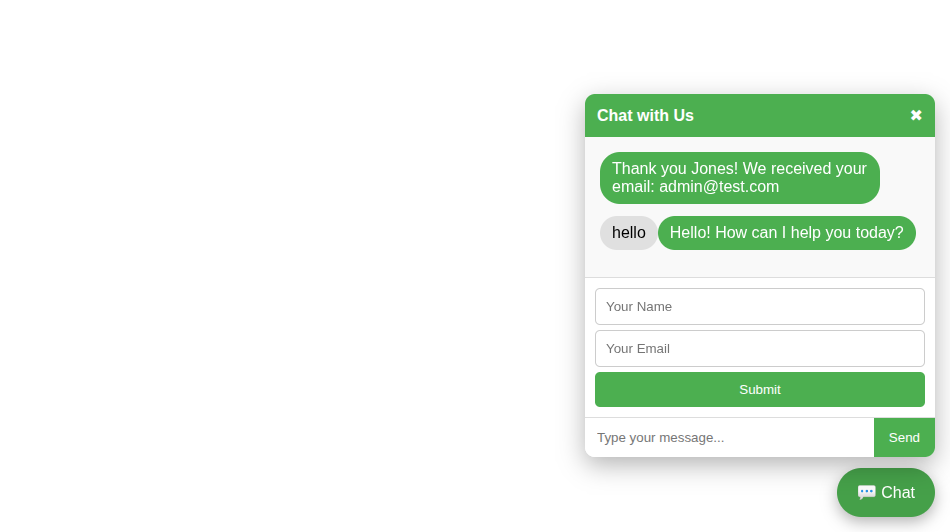 Chat with Us ✖
Thank you Jones! We received your
email: admin@test.com
hello
Hello! How can I help you today?
Your Name
Your Email
Submit
Type your message...
Send
💬 Chat